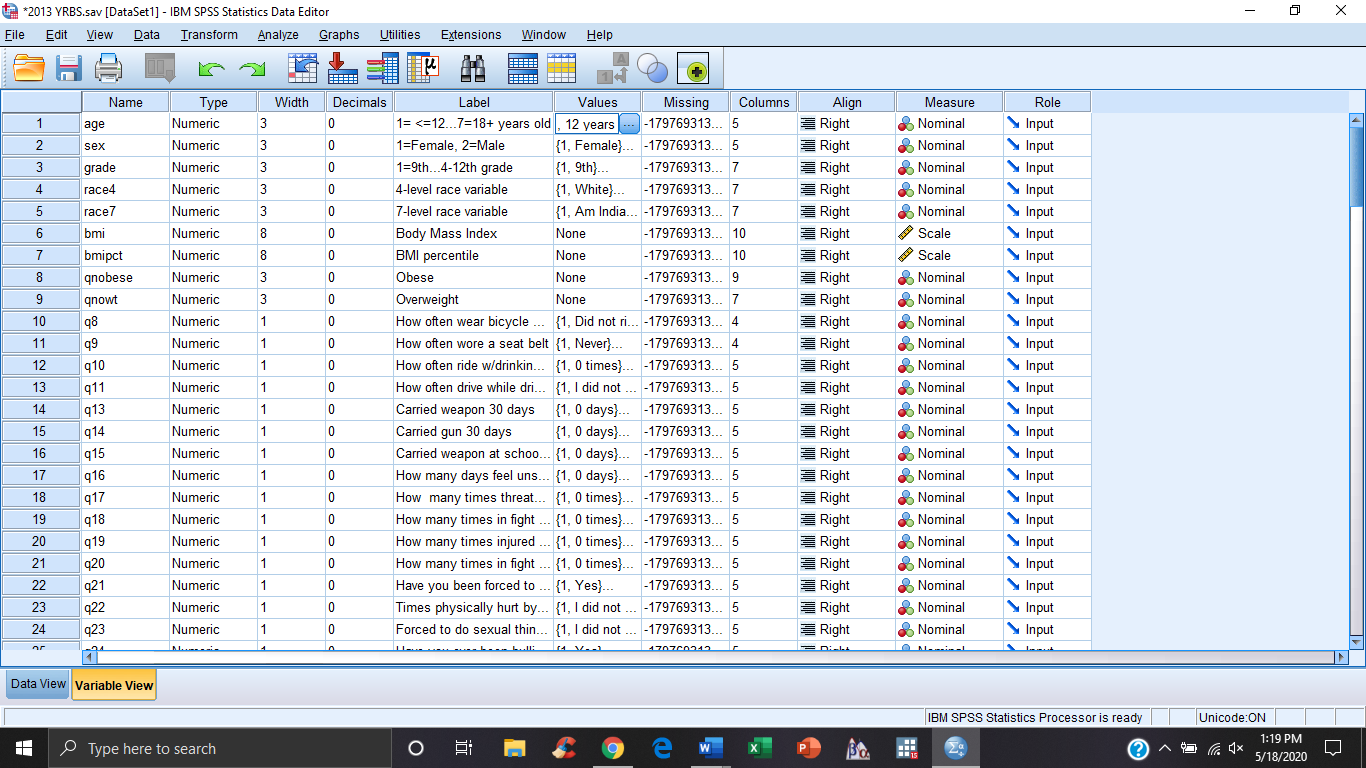 *2013 YRBS.sav [DataSet1] - IBM SPSS Statistics Data Editor
File Edit View Data Transform Analyze Graphs Utilities Extensions Window Help
Name Type Width Decimals Label Values Missing Columns Align Measure Role
1 age Numeric 3 0 1= <=12...7=18+ years old , 12 years ... -179769313... 5 Right Nominal Input
2 sex Numeric 3 0 1=Female, 2=Male {1, Female}... -179769313... 5 Right Nominal Input
3 grade Numeric 3 0 1=9th...4-12th grade {1, 9th}... -179769313... 7 Right Nominal Input
4 race4 Numeric 3 0 4-level race variable {1, White}... -179769313... 7 Right Nominal Input
5 race7 Numeric 3 0 7-level race variable {1, Am India... -179769313... 7 Right Nominal Input
6 bmi Numeric 8 0 Body Mass Index None -179769313... 10 Right Scale Input
7 bmipct Numeric 8 0 BMI percentile None -179769313... 10 Right Scale Input
8 qnobese Numeric 3 0 Obese None -179769313... 9 Right Nominal Input
9 qnowt Numeric 3 0 Overweight None -179769313... 7 Right Nominal Input
10 q8 Numeric 1 0 How often wear bicycle ... {1, Did not ri... -179769313... 4 Right Nominal Input
11 q9 Numeric 1 0 How often wore a seat belt {1, Never}... -179769313... 4 Right Nominal Input
12 q10 Numeric 1 0 How often ride w/drinkin... {1, 0 times}... -179769313... 5 Right Nominal Input
13 q11 Numeric 1 0 How often drive while dri... {1, I did not ... -179769313... 5 Right Nominal Input
14 q13 Numeric 1 0 Carried weapon 30 days {1, 0 days}... -179769313... 5 Right Nominal Input
15 q14 Numeric 1 0 Carried gun 30 days {1, 0 days}... -179769313... 5 Right Nominal Input
16 q15 Numeric 1 0 Carried weapon at schoo... {1, 0 days}... -179769313... 5 Right Nominal Input
17 q16 Numeric 1 0 How many days feel uns... {1, 0 days}... -179769313... 5 Right Nominal Input
18 q17 Numeric 1 0 How  many times threat... {1, 0 times}... -179769313... 5 Right Nominal Input
19 q18 Numeric 1 0 How many times in fight ... {1, 0 times}... -179769313... 5 Right Nominal Input
20 q19 Numeric 1 0 How many times injured ... {1, 0 times}... -179769313... 5 Right Nominal Input
21 q20 Numeric 1 0 How many times in fight ... {1, 0 times}... -179769313... 5 Right Nominal Input
22 q21 Numeric 1 0 Have you been forced to ... {1, Yes}... -179769313... 5 Right Nominal Input
23 q22 Numeric 1 0 Times physically hurt by... {1, I did not ... -179769313... 5 Right Nominal Input
24 q23 Numeric 1 0 Forced to do sexual thin... {1, I did not ... -179769313... 5 Right Nominal Input
Data View Variable View
IBM SPSS Statistics Processor is ready Unicode:ON
Type here to search
1:19 PM
5/18/2020